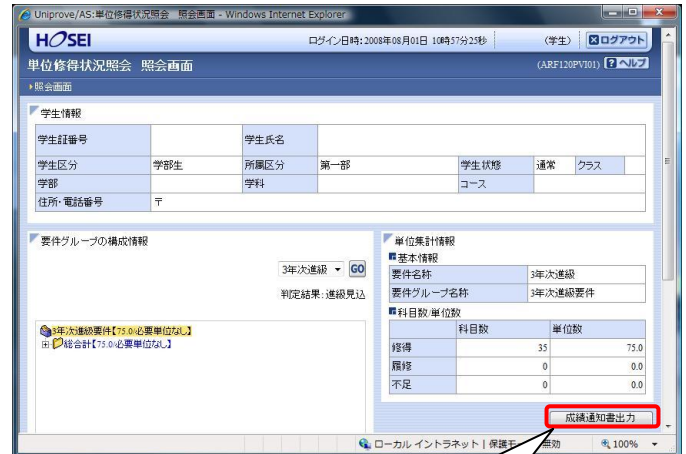 Uniprove/AS:単位修得状況照会 照会画面 - Windows Internet Explorer
HOSEI ログイン日時:2008年08月01日 10時57分25秒 (学生) ログアウト
単位修得状況照会 照会画面 (ARF120PVI01) ? ヘルプ
照会画面
学生情報
学生証番号 学生氏名
学生区分 学部生 所属区分 第一部 学生状態 通常 クラス
学部 学科 コース
住所・電話番号 〒
要件グループの構成情報
3年次進級 GO
判定結果:進級見込
3年次進級要件【75.0/必要単位なし】
総合計【75.0/必要単位なし】
単位集計情報
基本情報
要件名称 3年次進級
要件グループ名称 3年次進級要件
科目数/単位数
科目数 単位数
修得 35 75.0
履修 0 0.0
不足 0 0.0
成績通知書出力
ローカル イントラネット | 保護モ 無効 100%